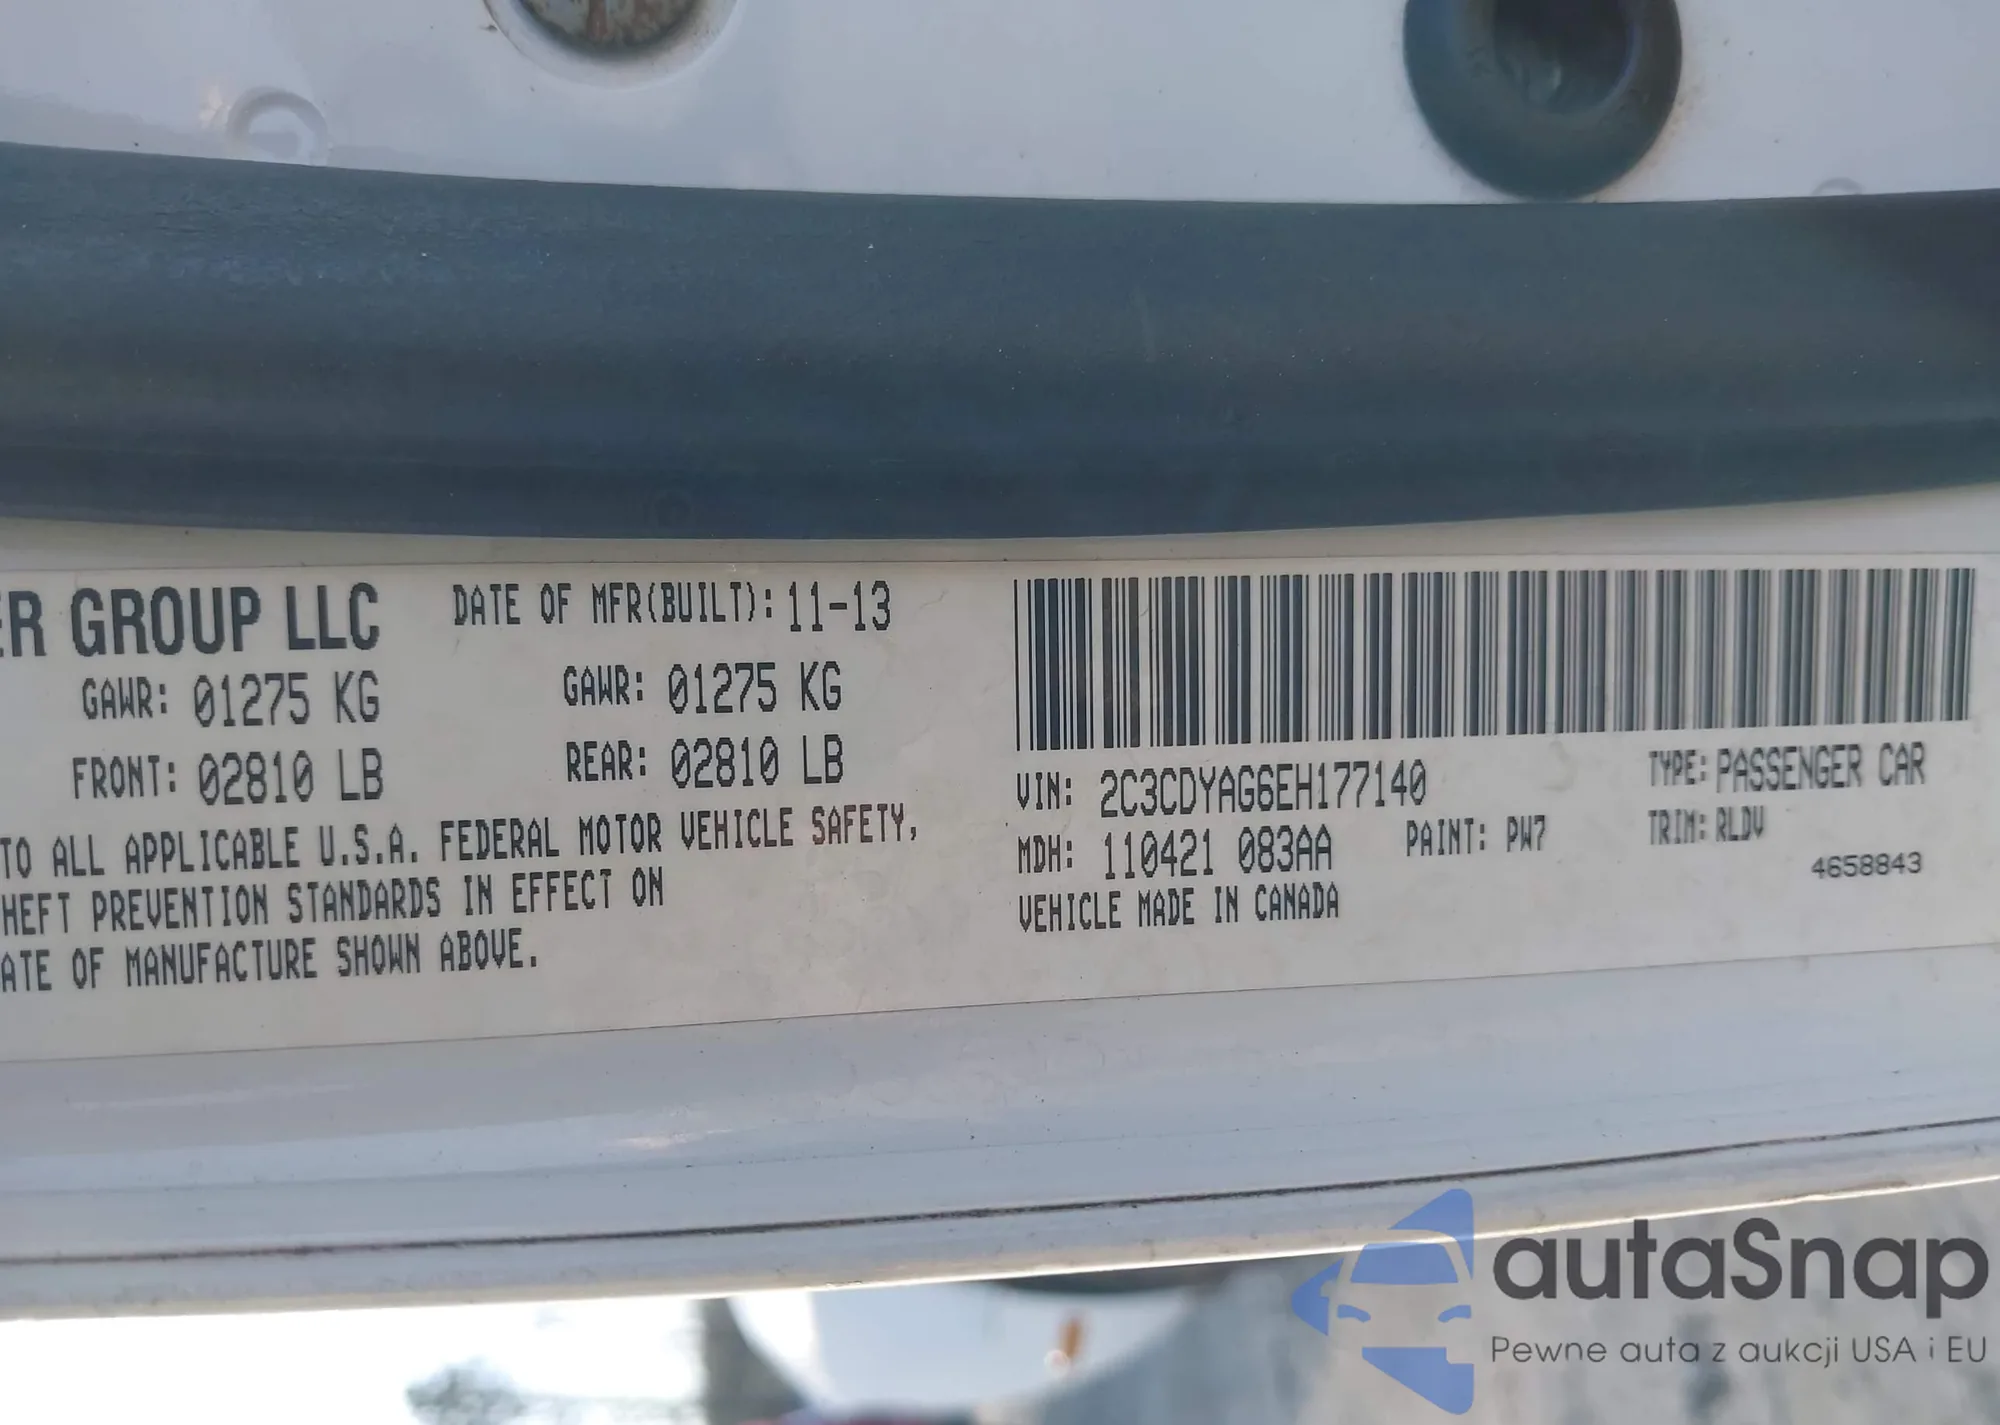 ER GROUP LLC DATE OF MFR(BUILT): 11-13
GAWR: 01275 KG GAWR: 01275 KG
FRONT: 02810 LB REAR: 02810 LB
TO ALL APPLICABLE U.S.A. FEDERAL MOTOR VEHICLE SAFETY,
HEFT PREVENTION STANDARDS IN EFFECT ON
ATE OF MANUFACTURE SHOWN ABOVE.
VIN: 2C3CDYAG6EH177140 TYPE: PASSENGER CAR
MDH: 110421 083AA PAINT: PW7 TRIM: RLDV
VEHICLE MADE IN CANADA 4658843
autaSnap
Pewne auta z aukcji USA i EU